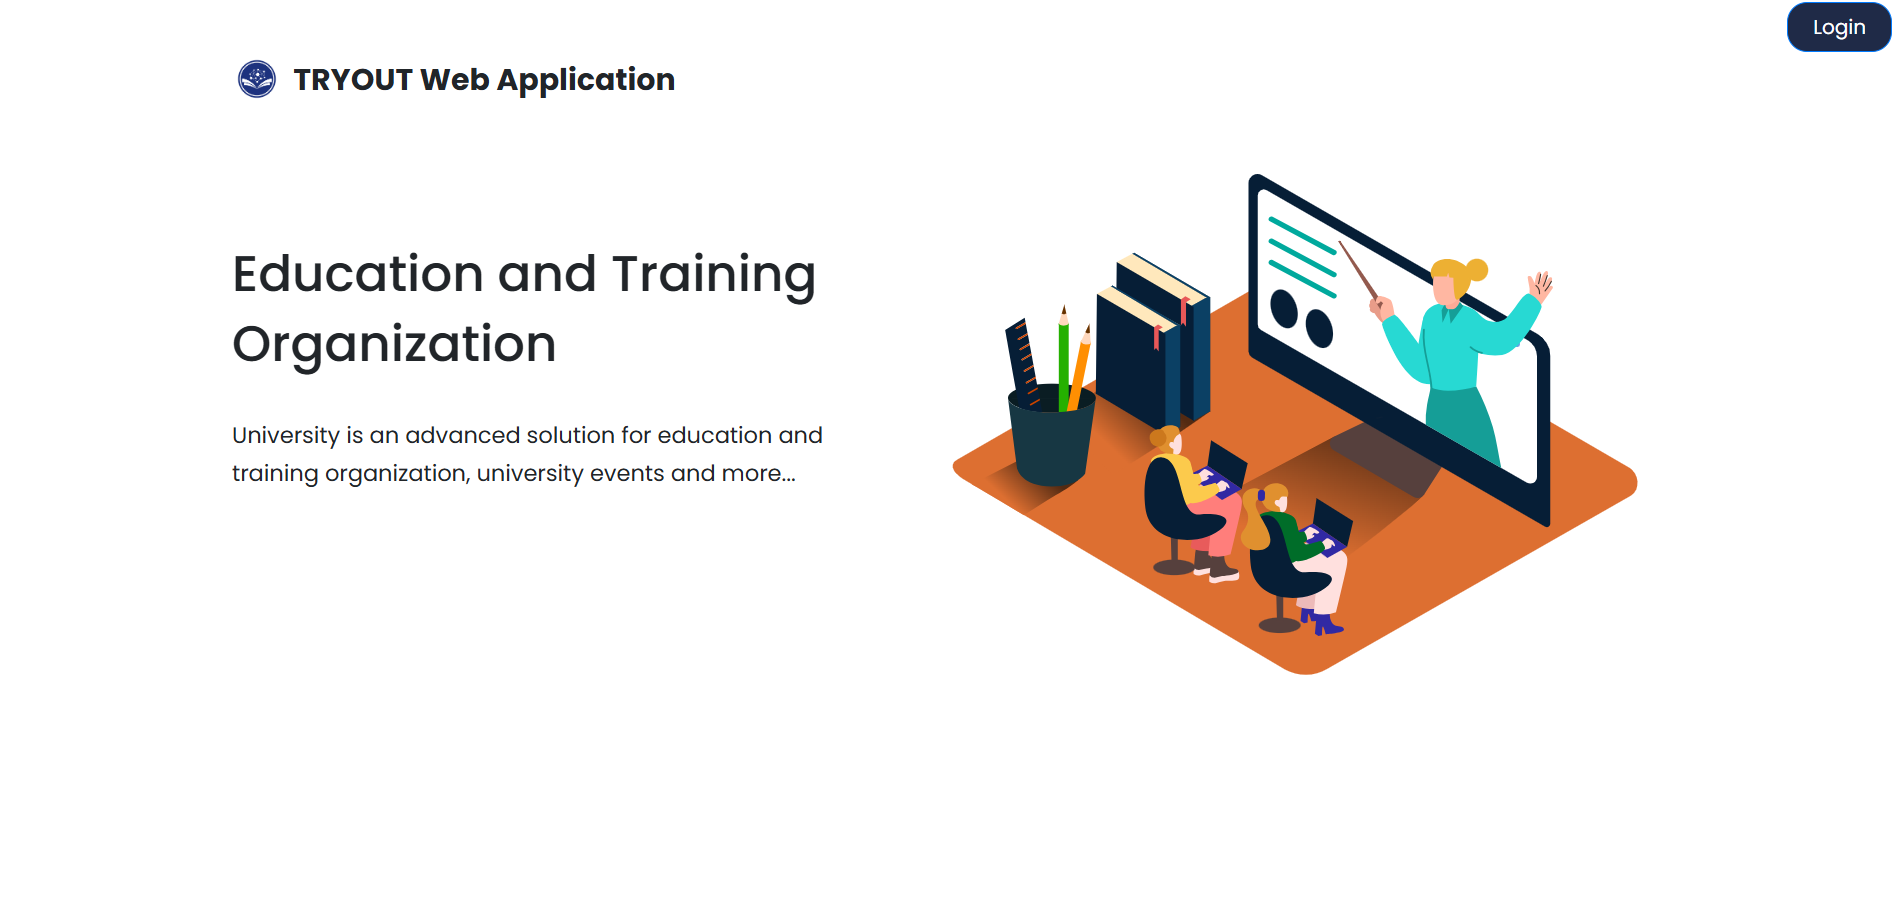 Login
TRYOUT Web Application
Education and Training
Organization
University is an advanced solution for education and
training organization, university events and more...